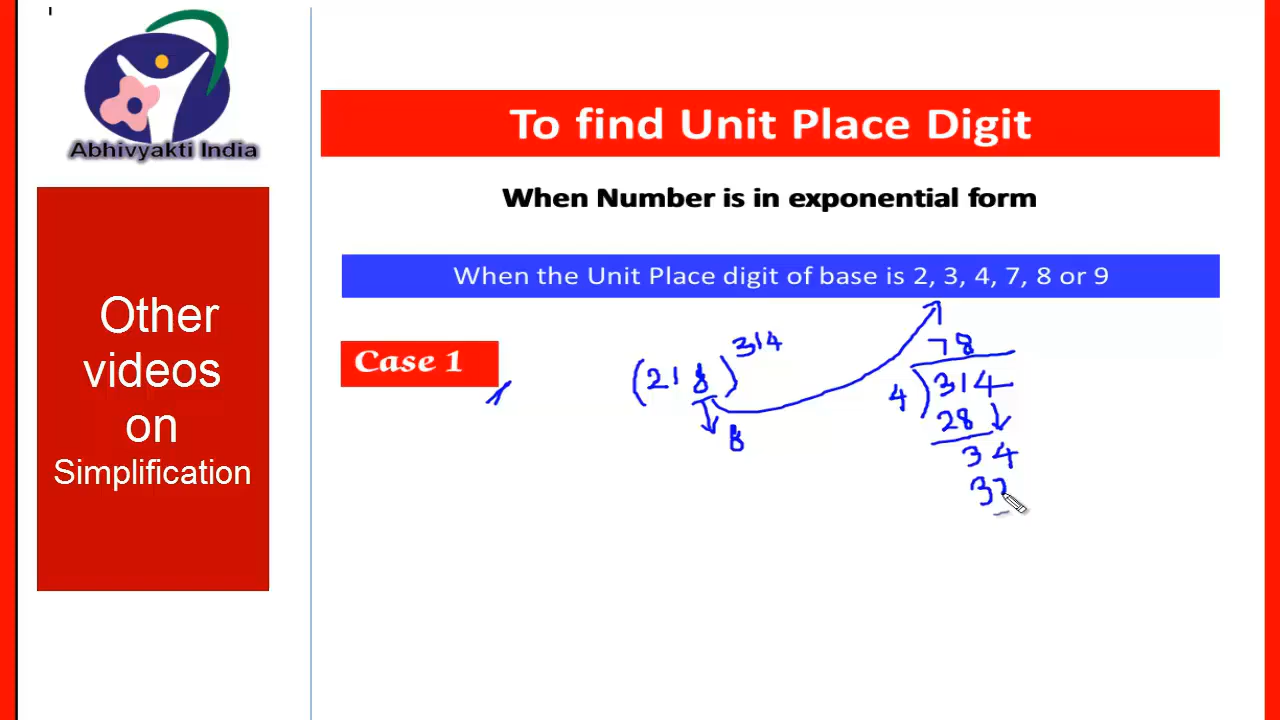 Abhivyakti India
To find Unit Place Digit
When Number is in exponential form
When the Unit Place digit of base is 2, 3, 4, 7, 8 or 9
Other
videos
on
Simplification
Case 1
(218)^314
8
78
4)314
28
34
32